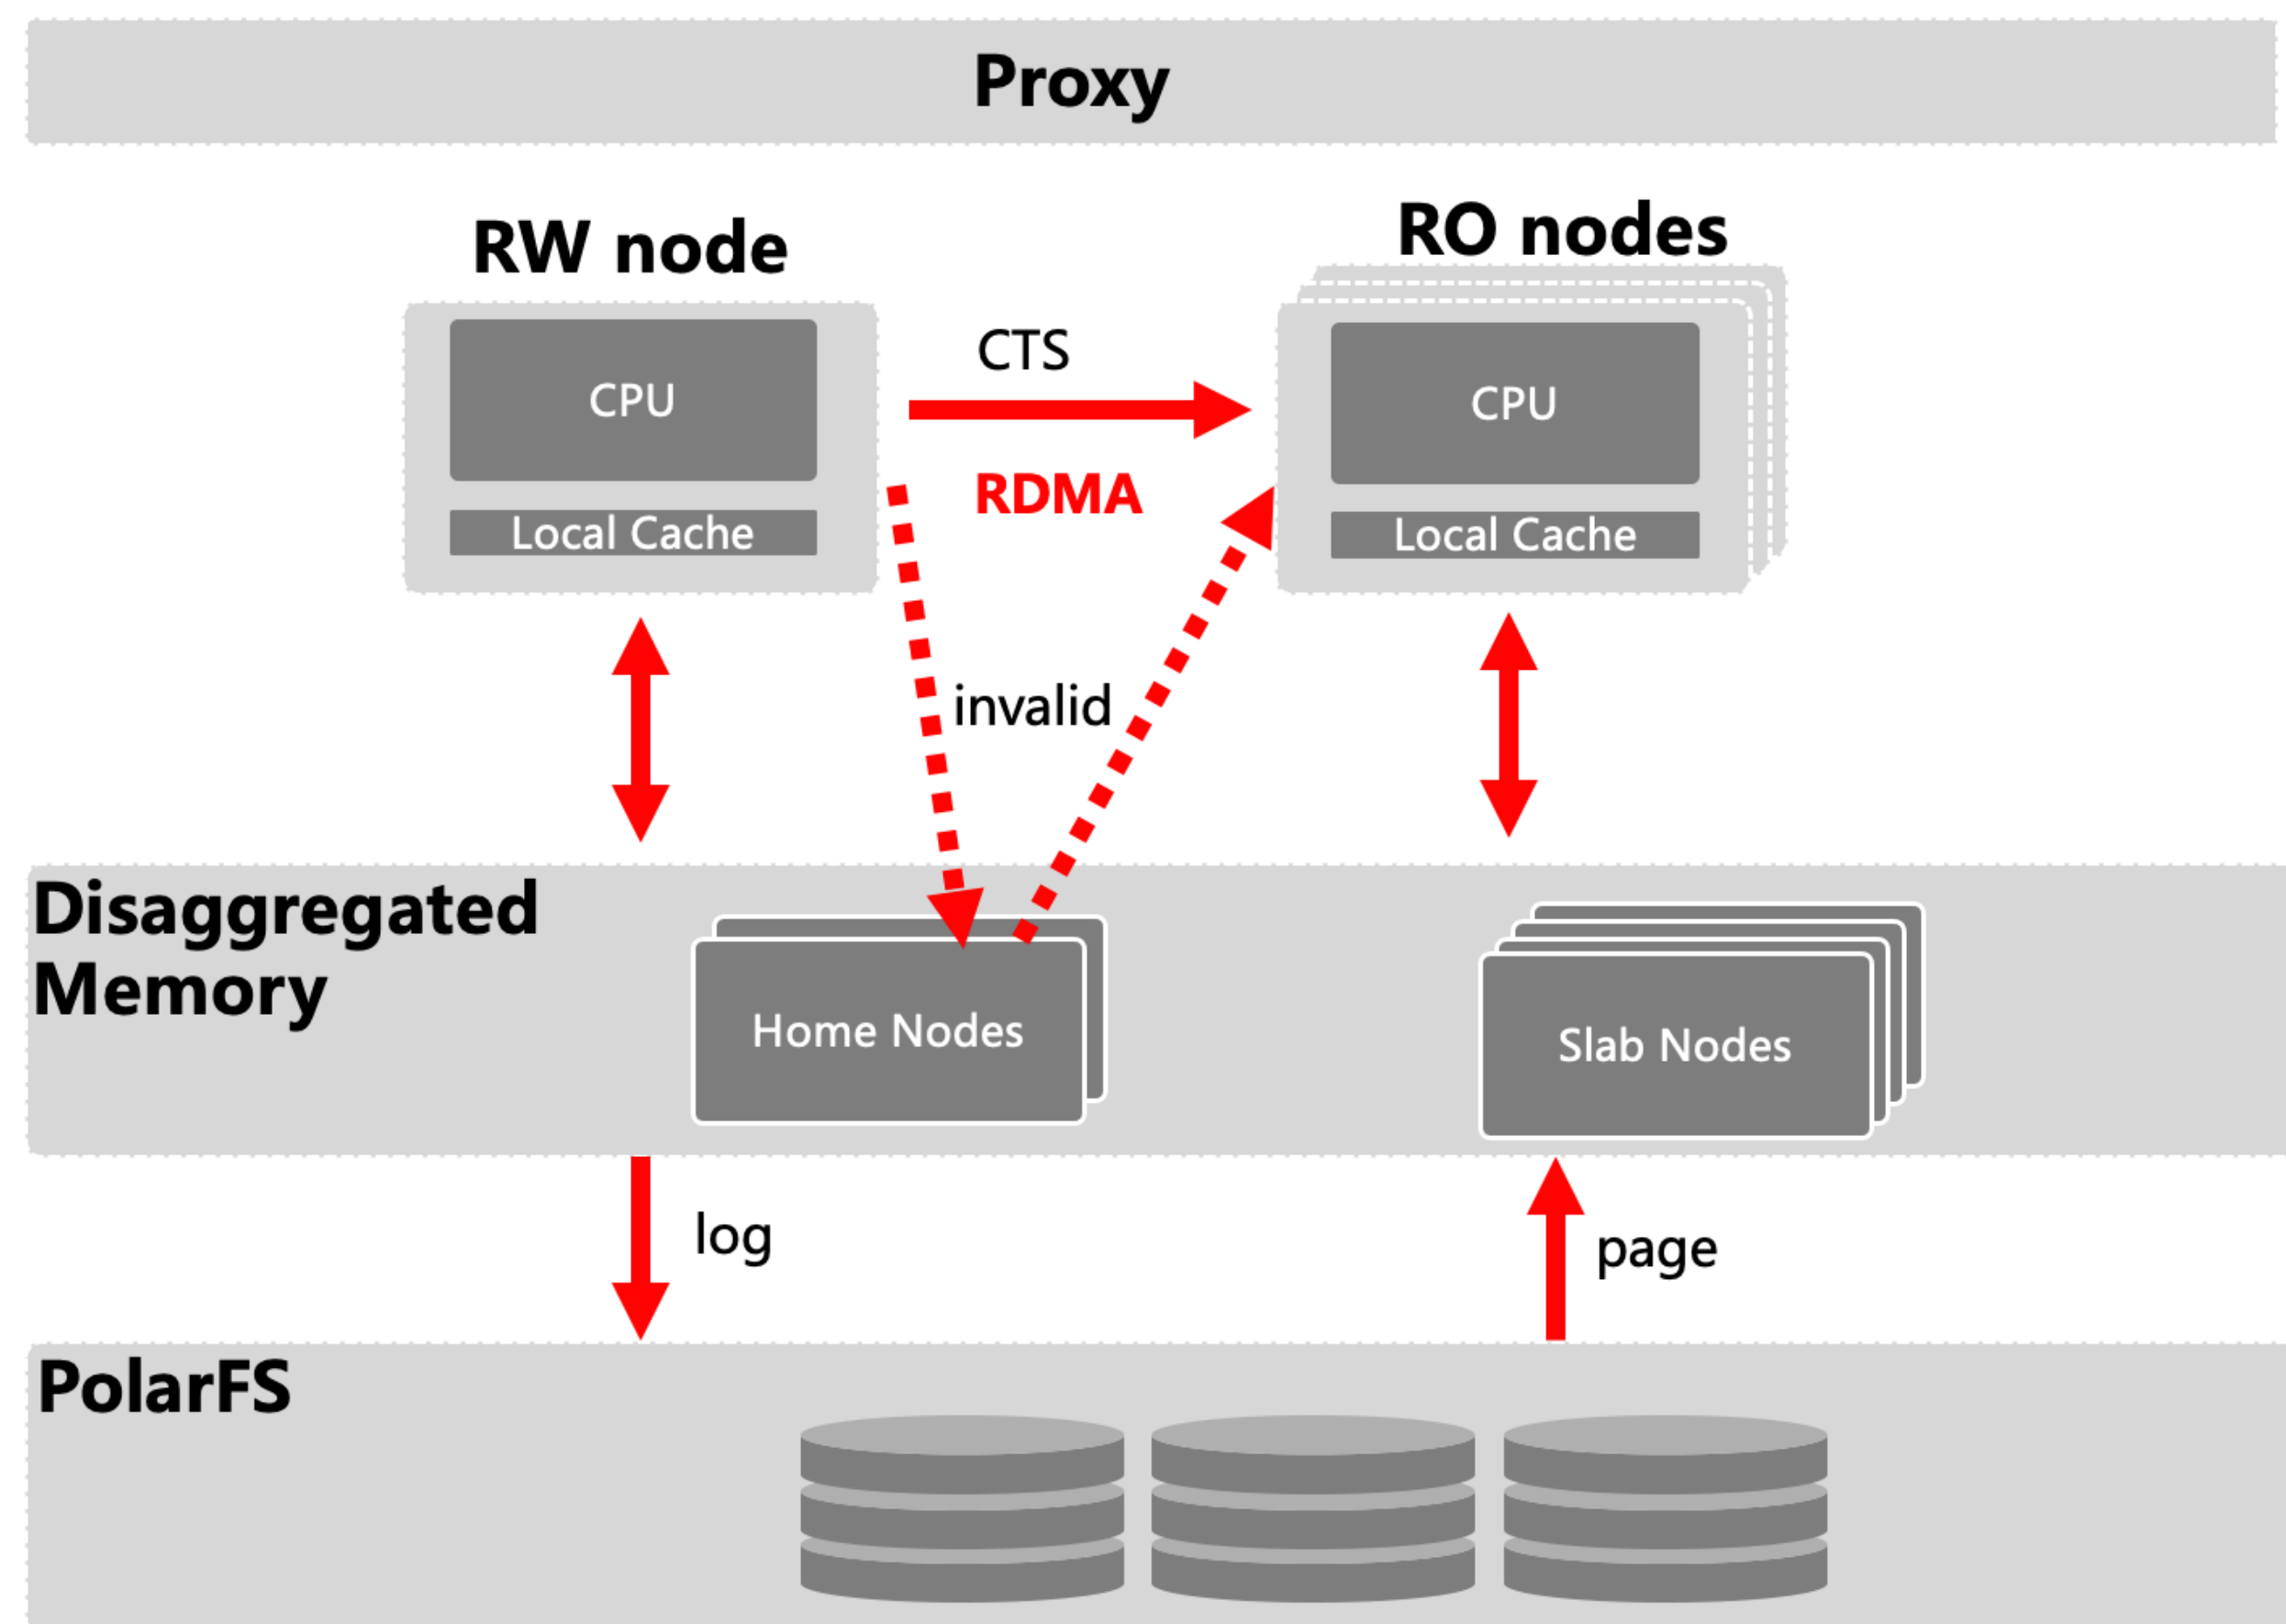 Proxy
RW node
RO nodes
CPU
CTS
CPU
RDMA
Local Cache
Local Cache
invalid
Disaggregated
Memory
Home Nodes
Slab Nodes
log
page
PolarFS